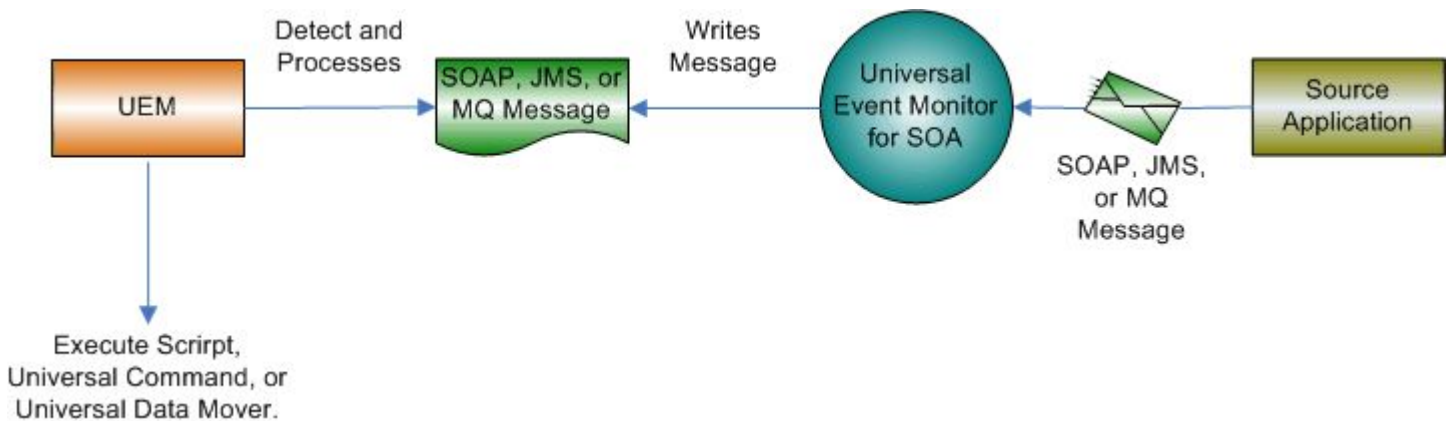 Detect and
Processes
Writes
Message
UEM
SOAP, JMS, or
MQ Message
Universal
Event Monitor
for SOA
Source
Application
SOAP, JMS,
or MQ
Message
Execute Scrirpt,
Universal Command, or
Universal Data Mover.